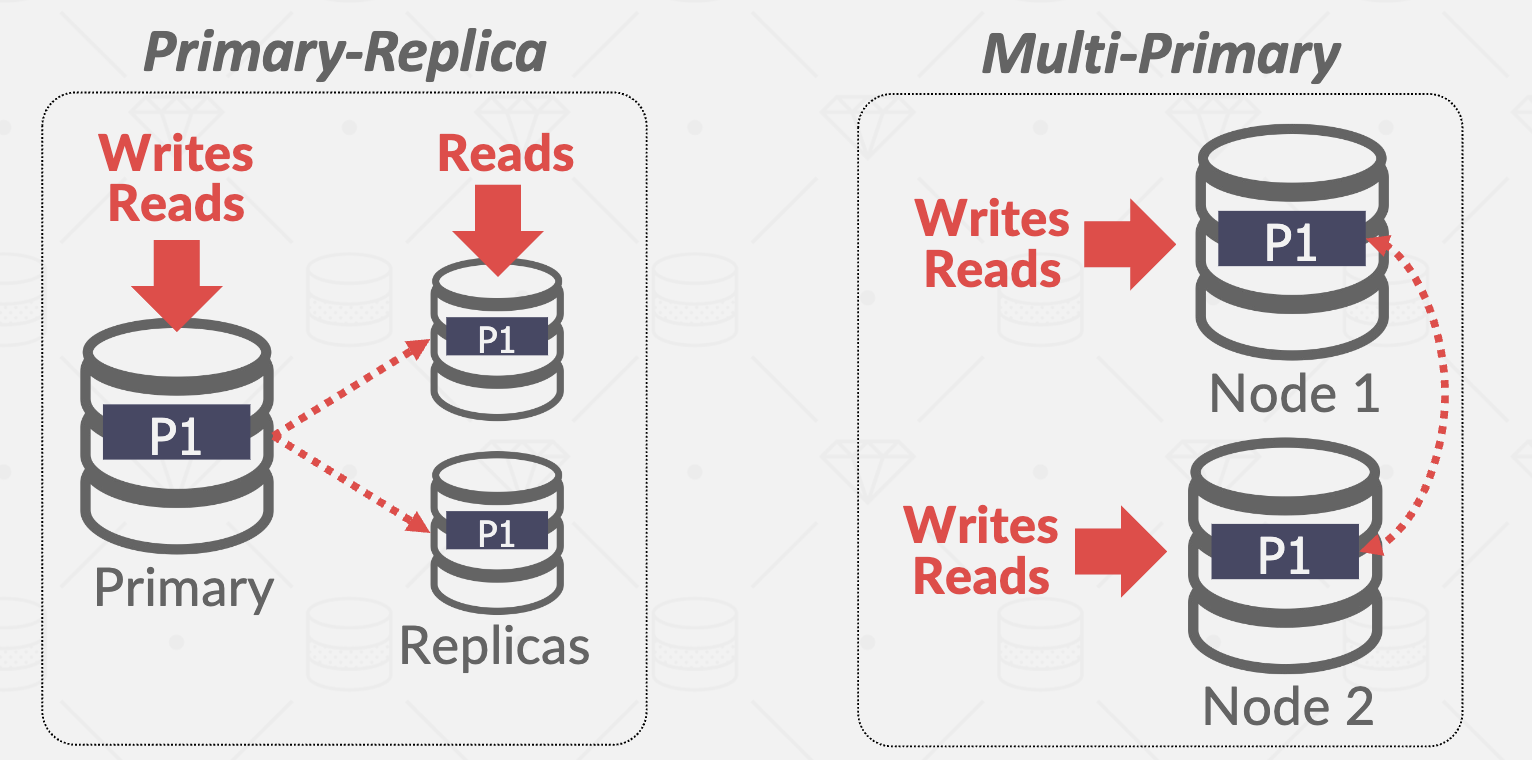 Primary-Replica
Writes
Reads
Reads
P1
P1
P1
Primary
Replicas
Multi-Primary
Writes
Reads
P1
Node 1
Writes
Reads
P1
Node 2